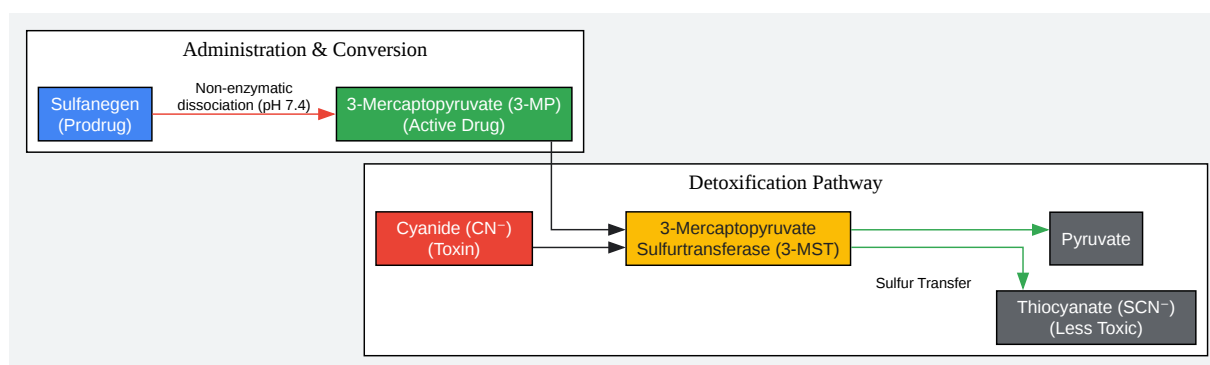 Administration & Conversion
Sulfanegen
(Prodrug)
Non-enzymatic
dissociation (pH 7.4)
3-Mercaptopyruvate (3-MP)
(Active Drug)
Detoxification Pathway
Cyanide (CN⁻)
(Toxin)
3-Mercaptopyruvate
Sulfurtransferase (3-MST)
Pyruvate
Sulfur Transfer
Thiocyanate (SCN⁻)
(Less Toxic)